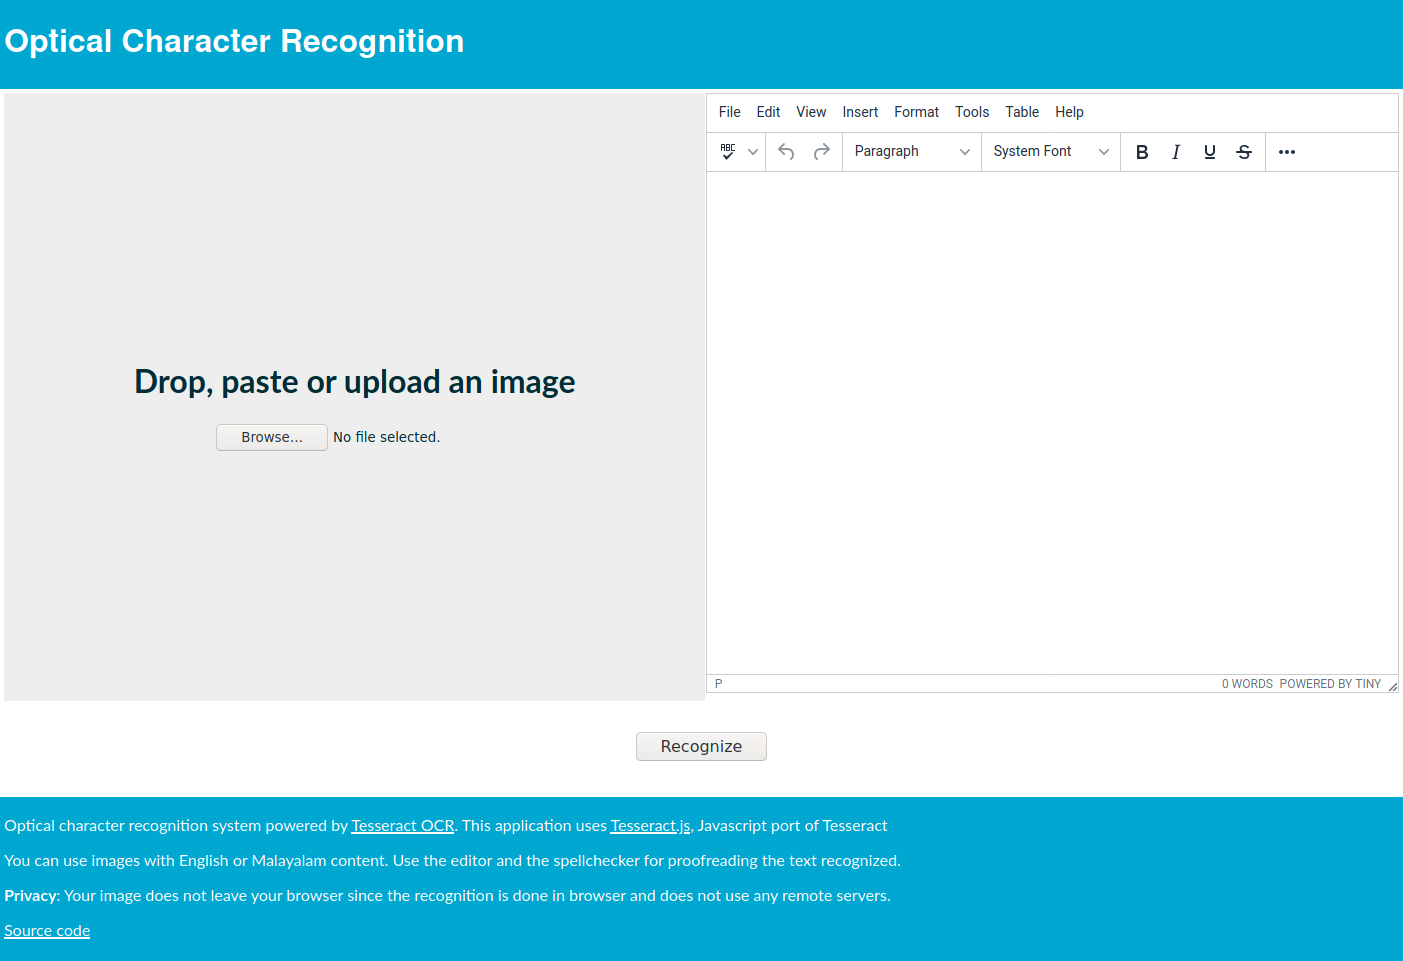 Optical Character Recognition
File Edit View Insert Format Tools Table Help
ABC Paragraph System Font B I U S
Drop, paste or upload an image
Browse... No file selected.
P 0 WORDS POWERED BY TINY
Recognize
Optical character recognition system powered by Tesseract OCR. This application uses Tesseract.js, Javascript port of Tesseract
You can use images with English or Malayalam content. Use the editor and the spellchecker for proofreading the text recognized.
Privacy: Your image does not leave your browser since the recognition is done in browser and does not use any remote servers.
Source code